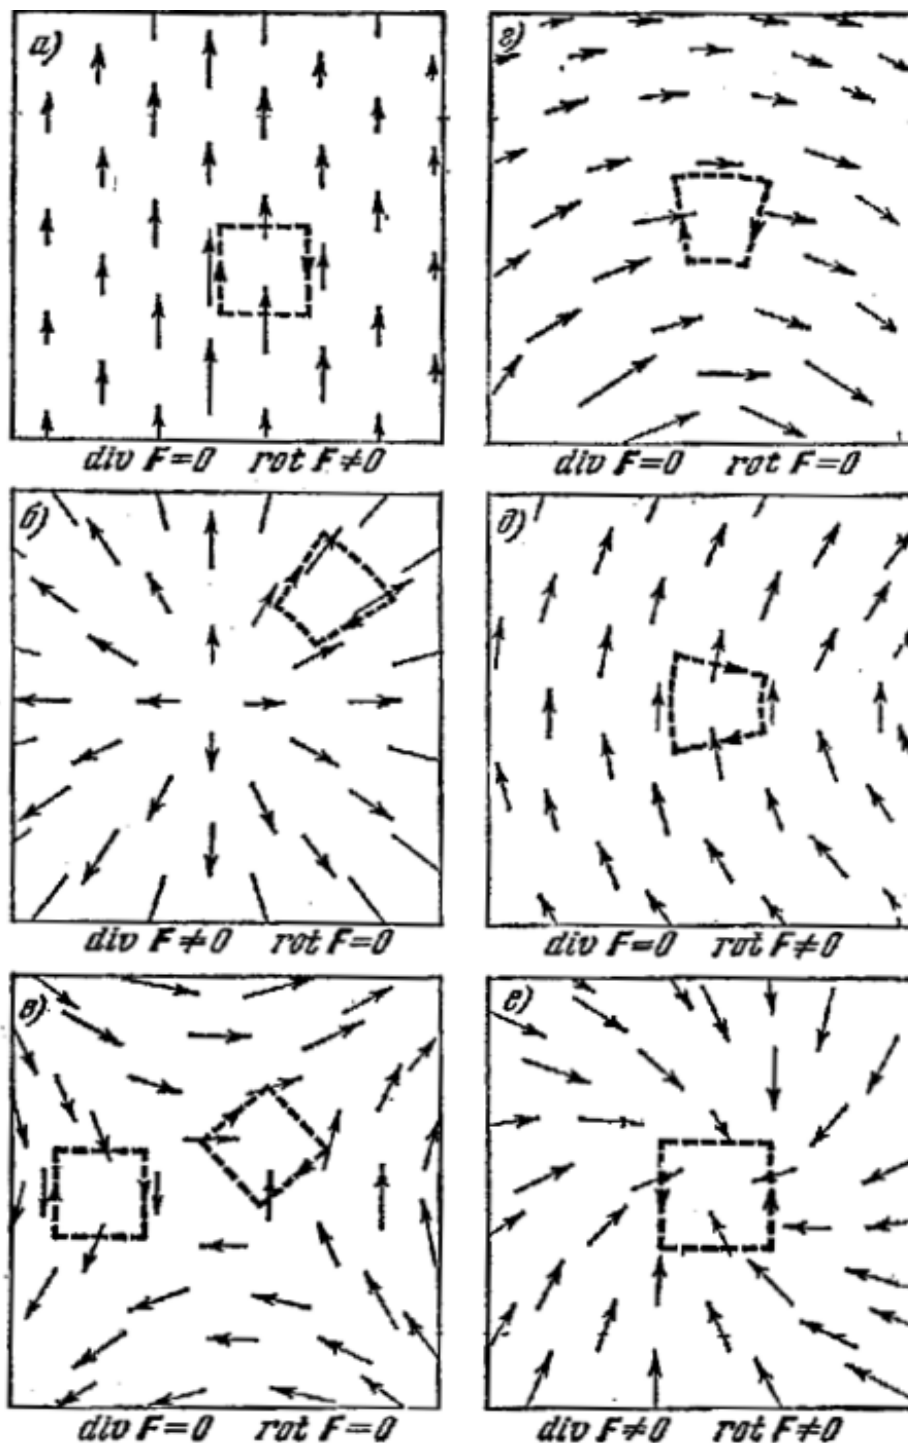 а)
div F=0 rot F≠0
г)
div F=0 rot F=0
б)
div F≠0 rot F=0
д)
div F=0 rot F≠0
в)
div F=0 rot F=0
е)
div F≠0 rot F≠0